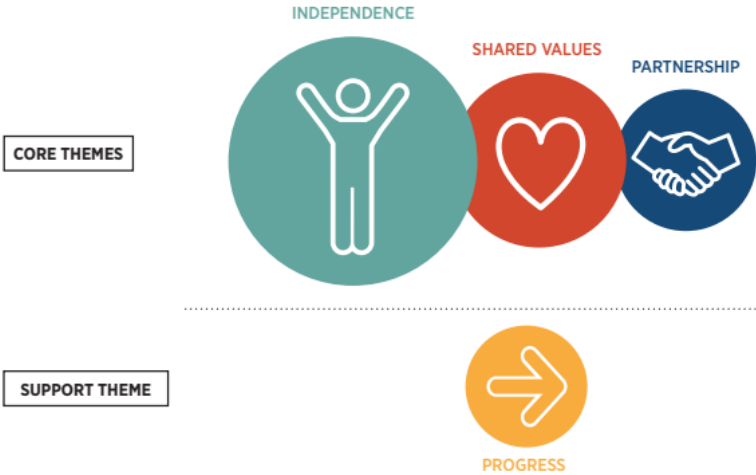 INDEPENDENCE
SHARED VALUES
PARTNERSHIP
CORE THEMES
SUPPORT THEME
PROGRESS